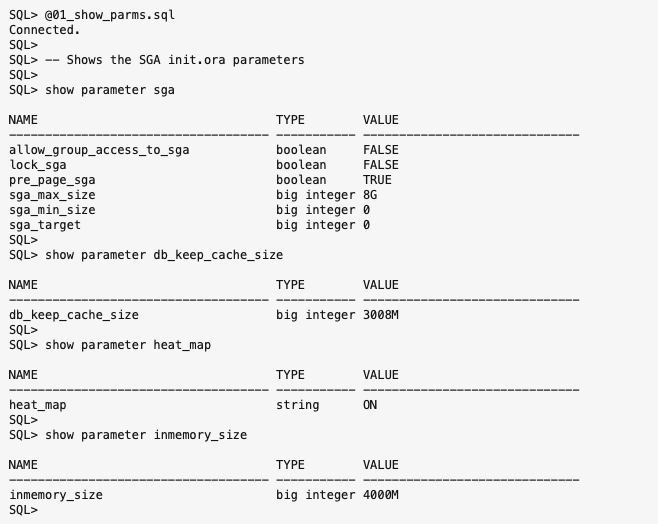 SQL> @01_show_parms.sql
Connected.
SQL>
SQL> -- Shows the SGA init.ora parameters
SQL>
SQL> show parameter sga
NAME                                 TYPE        VALUE
------------------------------------ ----------- ------------------------------
allow_group_access_to_sga            boolean     FALSE
lock_sga                             boolean     FALSE
pre_page_sga                         boolean     TRUE
sga_max_size                         big integer 8G
sga_min_size                         big integer 0
sga_target                           big integer 0
SQL>
SQL> show parameter db_keep_cache_size
NAME                                 TYPE        VALUE
------------------------------------ ----------- ------------------------------
db_keep_cache_size                   big integer 3008M
SQL>
SQL> show parameter heat_map
NAME                                 TYPE        VALUE
------------------------------------ ----------- ------------------------------
heat_map                             string      ON
SQL>
SQL> show parameter inmemory_size
NAME                                 TYPE        VALUE
------------------------------------ ----------- ------------------------------
inmemory_size                        big integer 4000M
SQL>